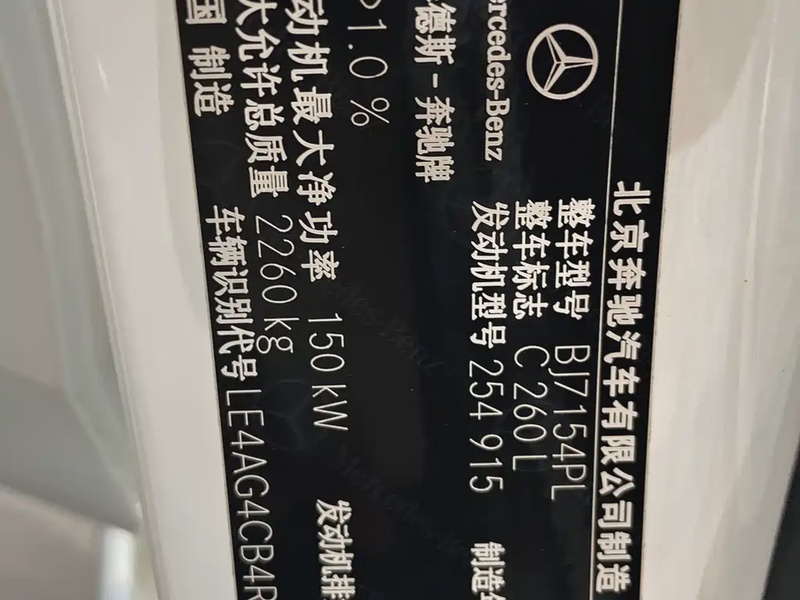 北京奔驰汽车有限公司制造
整车型号 BJ7154PL
整车标志 C 260 L
Mercedes-Benz
发动机型号 254 915 制造
德斯-奔驰牌
>1.0 %
动机最大净功率 150 kW 发动机排
大允许总质量 2260 kg
国 制造 车辆识别代号 LE4AG4CB4R